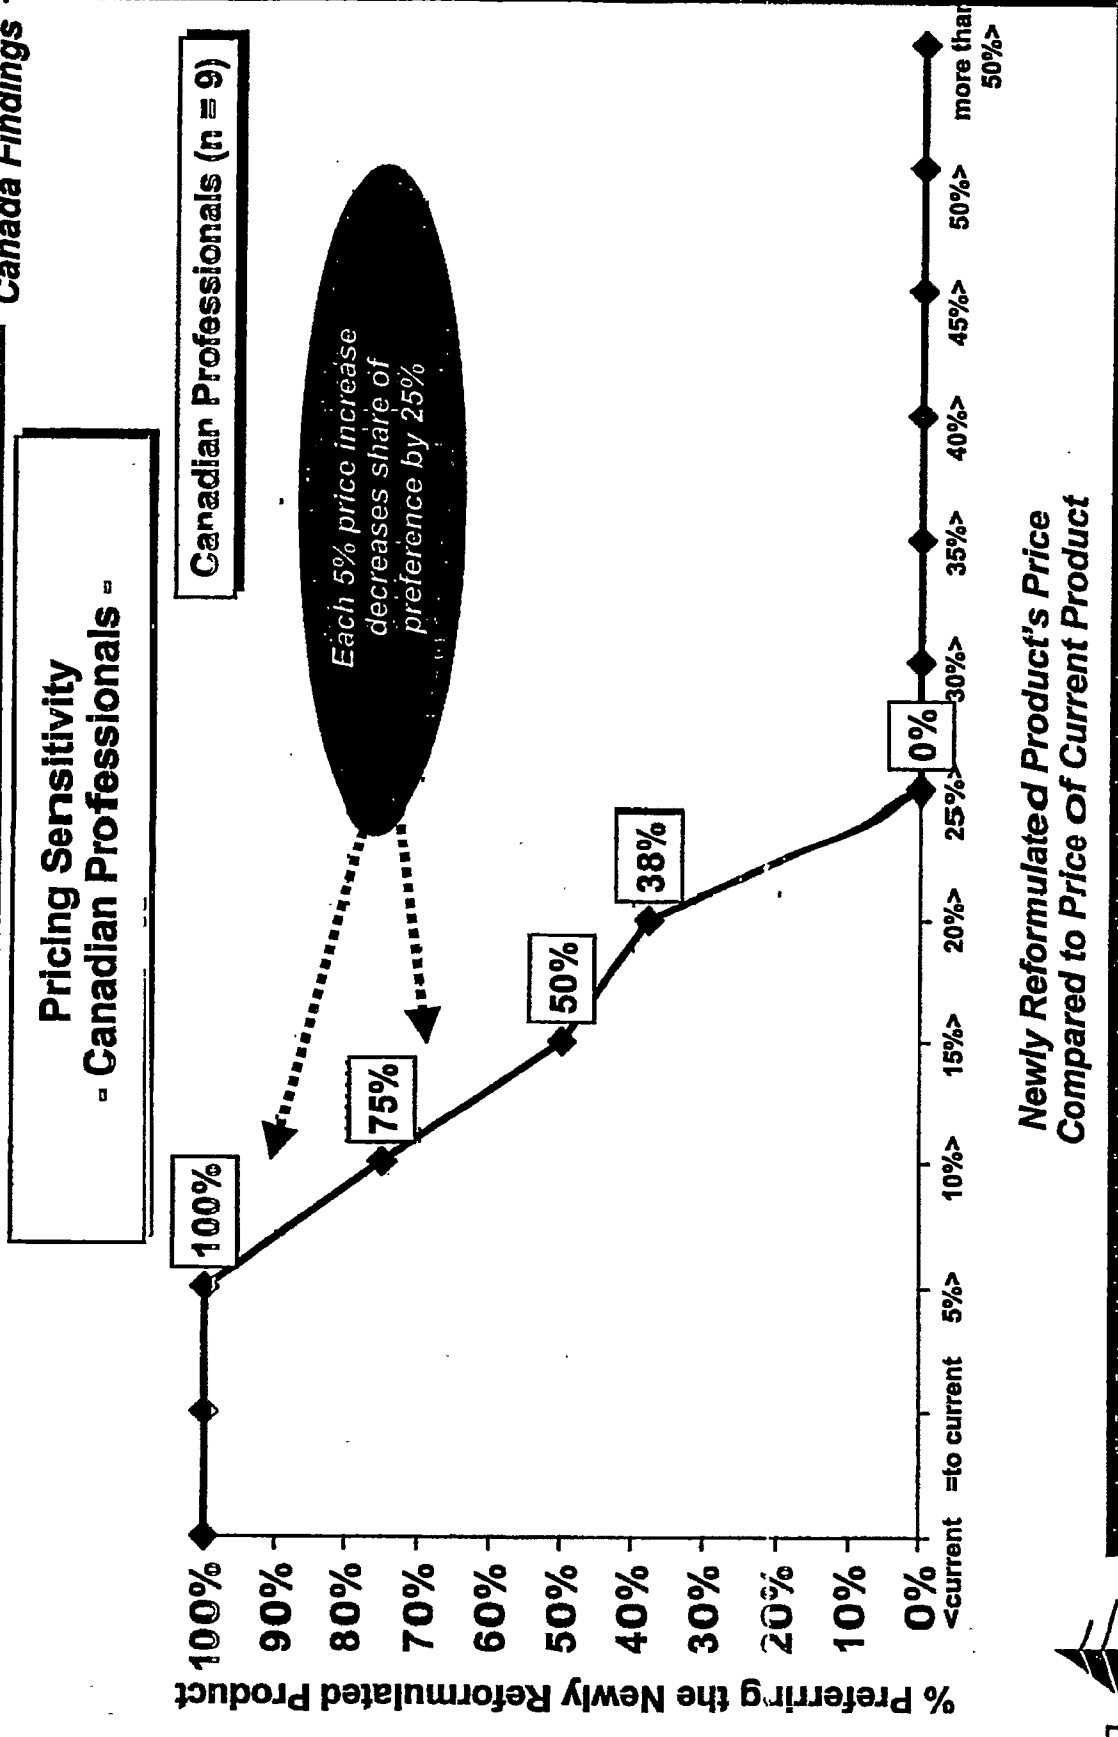 Canada Findings
Pricing Sensitivity
- Canadian Professionals -
Canadian Professionals (n = 9)
Each 5% price increase
decreases share of
preference by 25%
% Preferring the Newly Reformulated Product
100%
90%
80%
70%
60%
50%
40%
30%
20%
10%
0%
100%
75%
50%
38%
0%
<current =to current 5%> 10%> 15%> 20%> 25%> 30%> 35%> 40%> 45%> 50%> more than
50%>
Newly Reformulated Product's Price
Compared to Price of Current Product